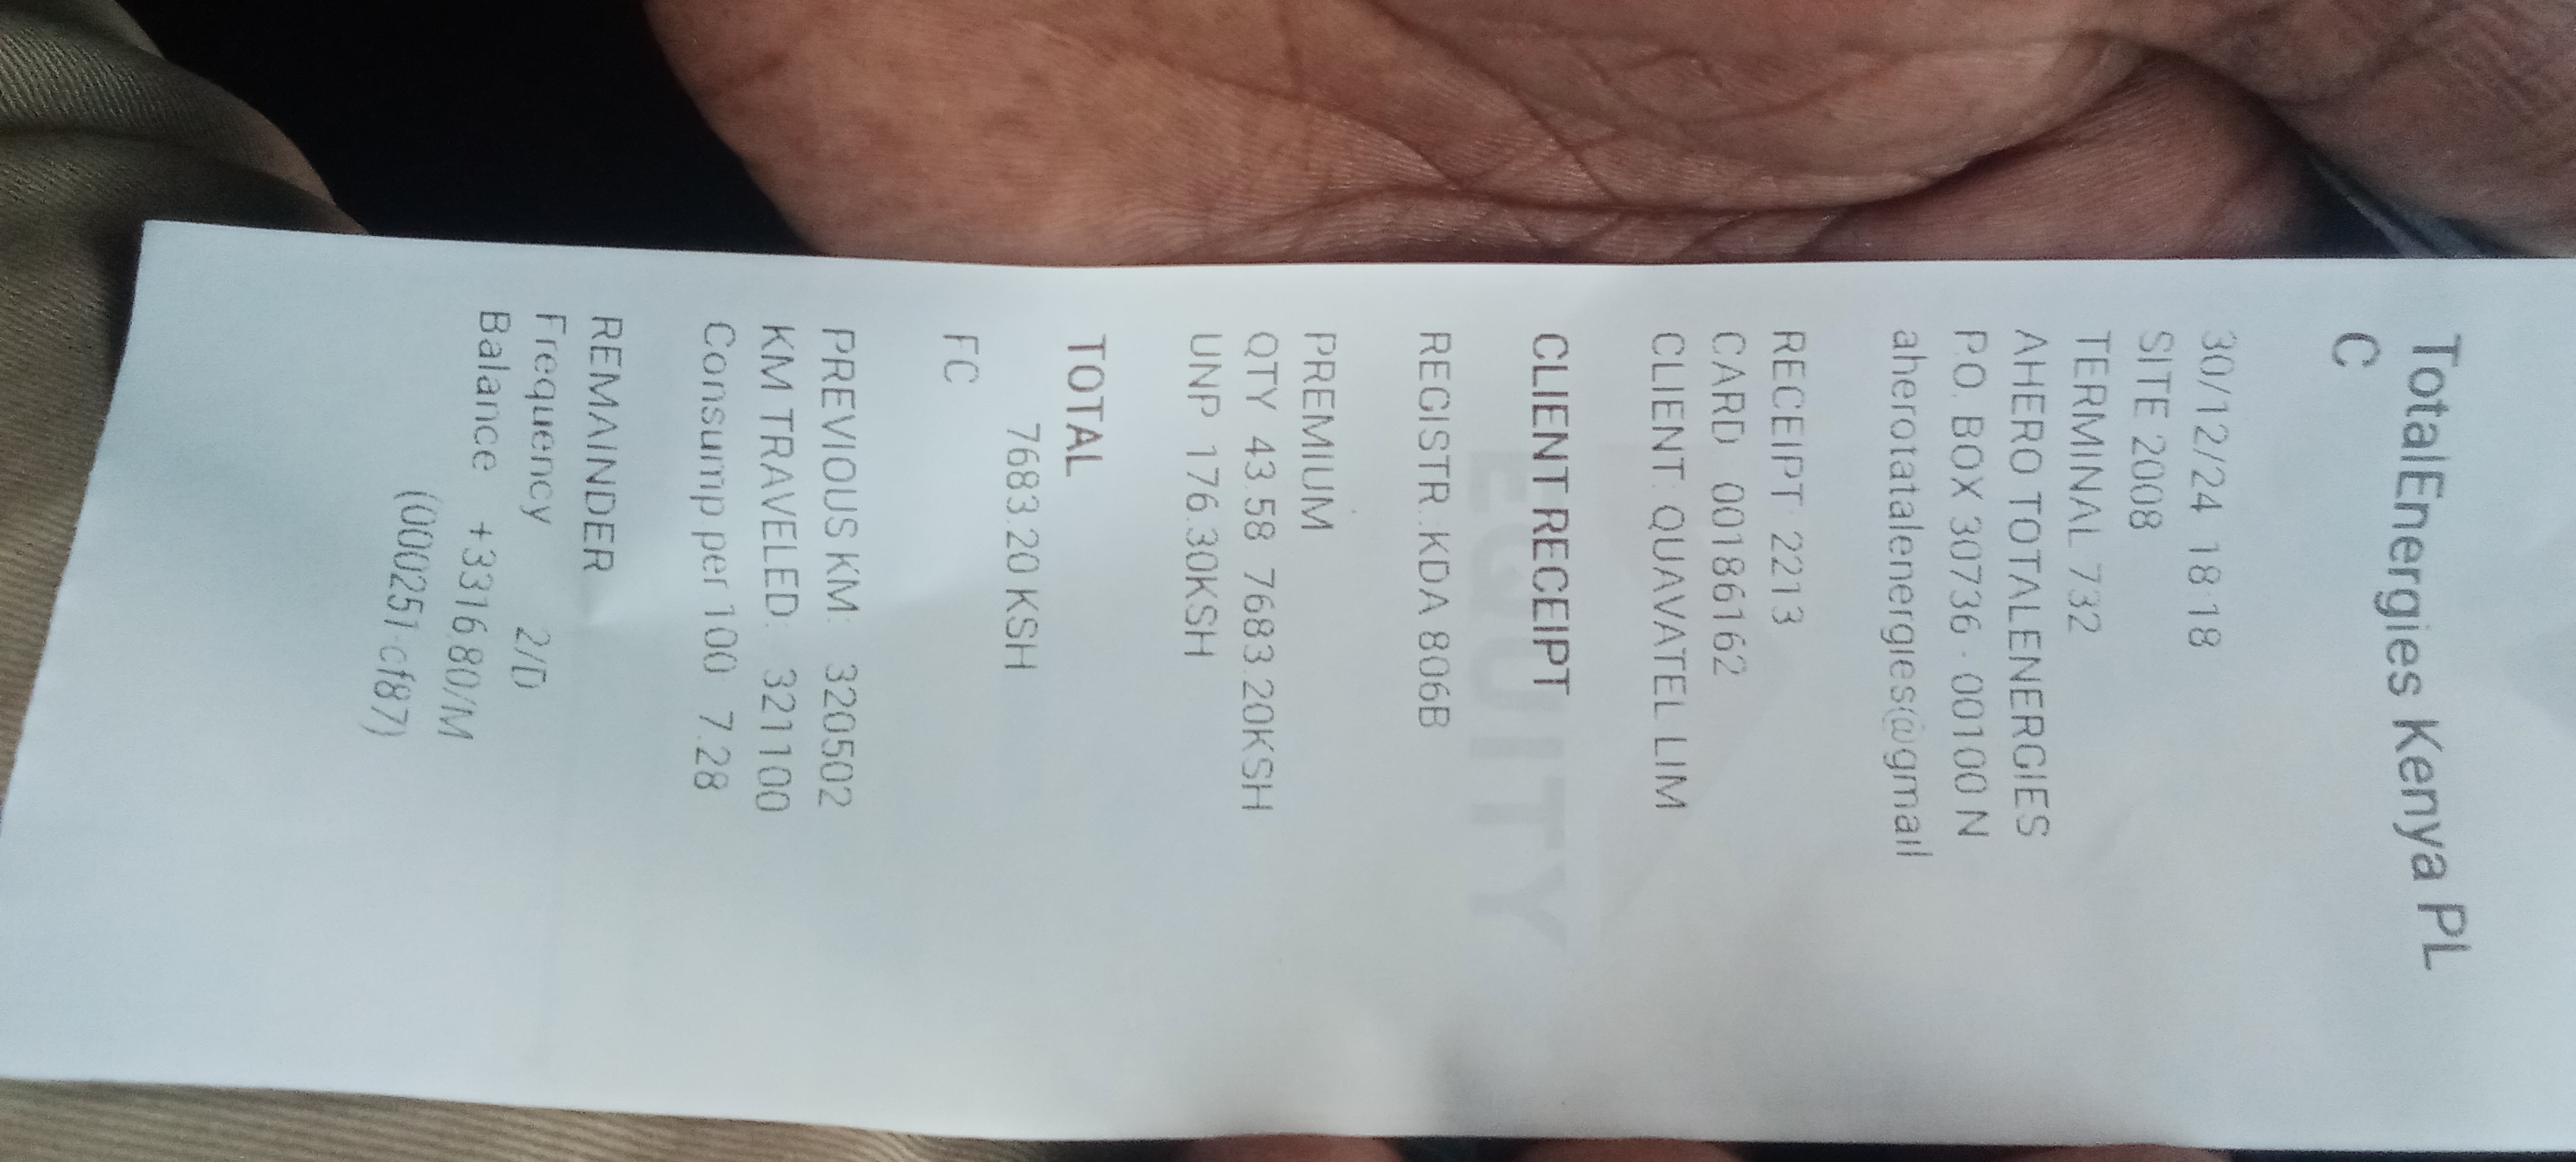 TotalEnergies Kenya PL
C
30/12/24 18:18
SITE 2008
TERMINAL 732
AHERO TOTALENERGIES
P.O. BOX 30736 - 00100 N
aherotatalenergies@gmail
RECEIPT: 2213
CARD: 00186162
CLIENT: QUAVATEL LIM
CLIENT RECEIPT
EQUITY
REGISTR.:KDA 806B
PREMIUM
QTY 43.58 7683.20KSH
UNP 176.30KSH
TOTAL
7683.20 KSH
FC
PREVIOUS KM: 320502
KM TRAVELED: 321100
Consump per 100 7.28
REMAINDER
Frequency 2/D
Balance +3316.80/M
(000251-cf87)